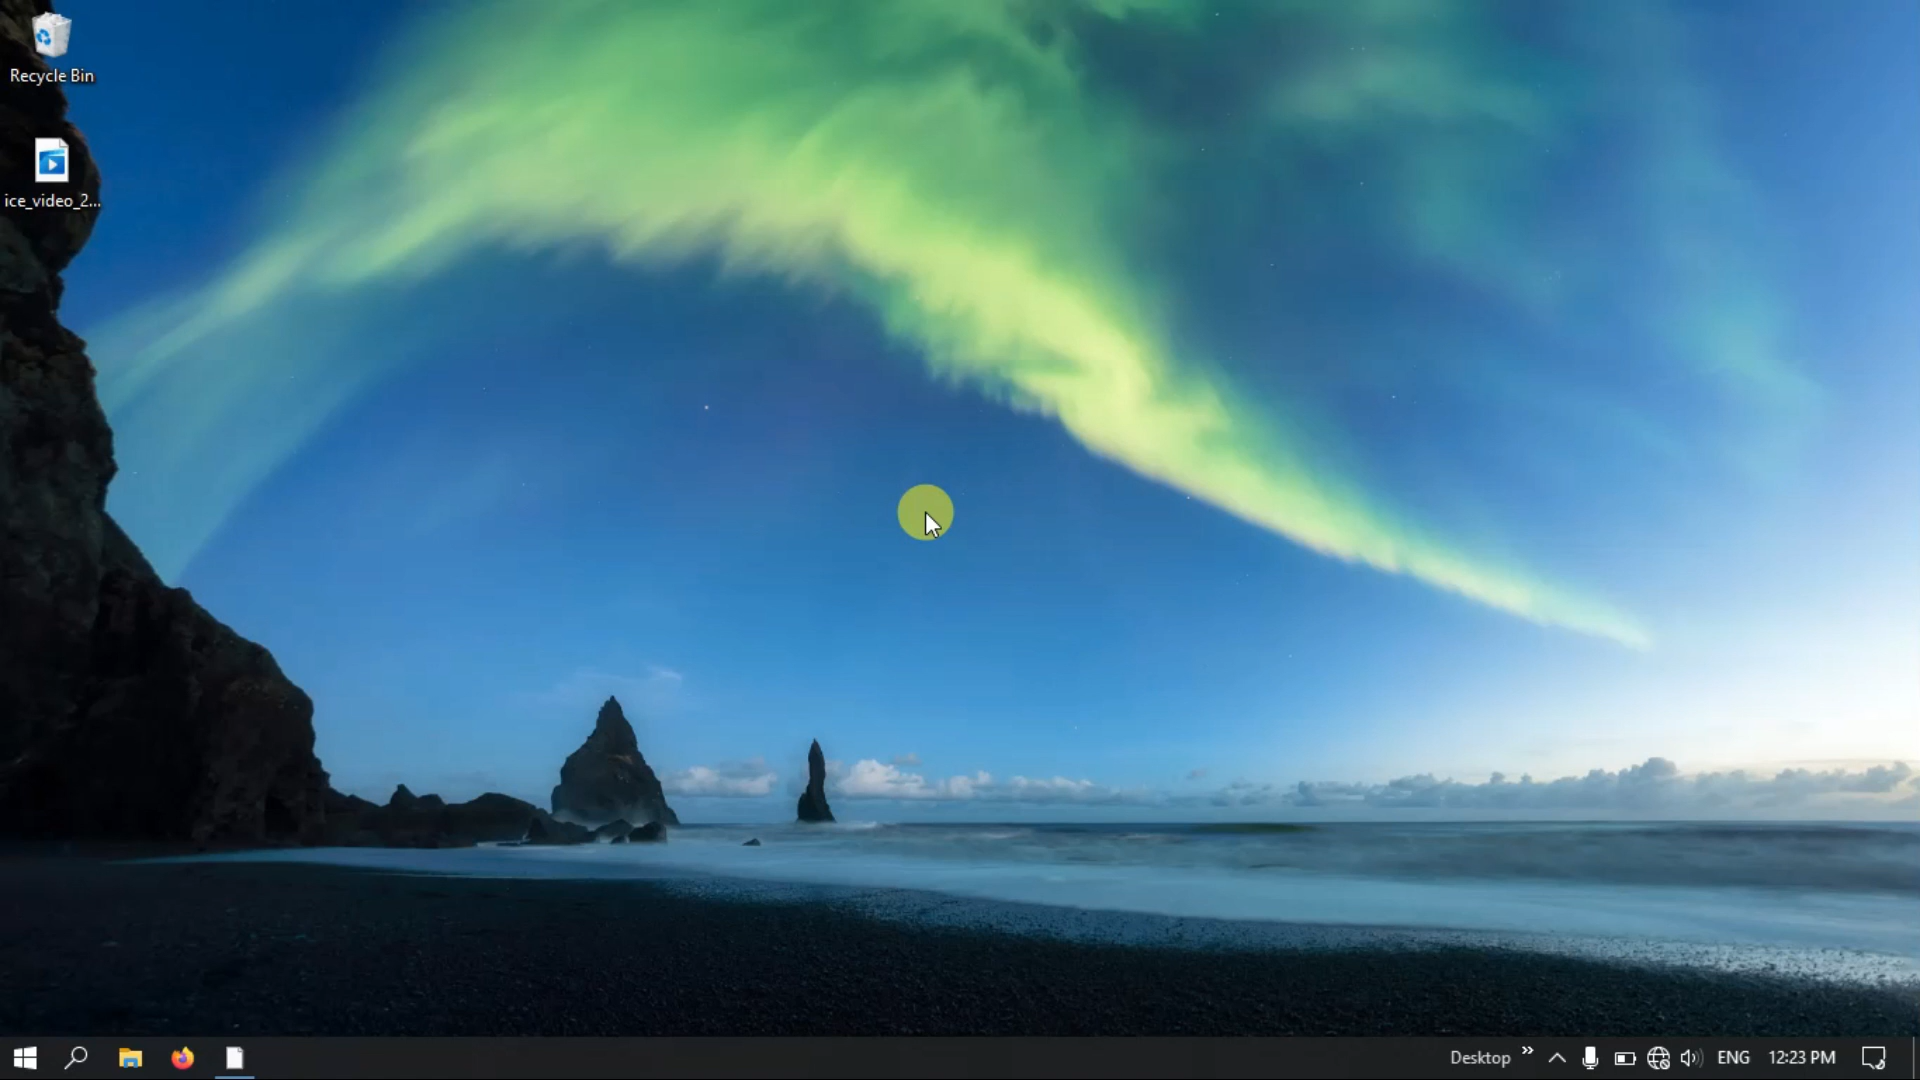 Recycle Bin
ice_video_2...
Desktop
ENG
12:23 PM